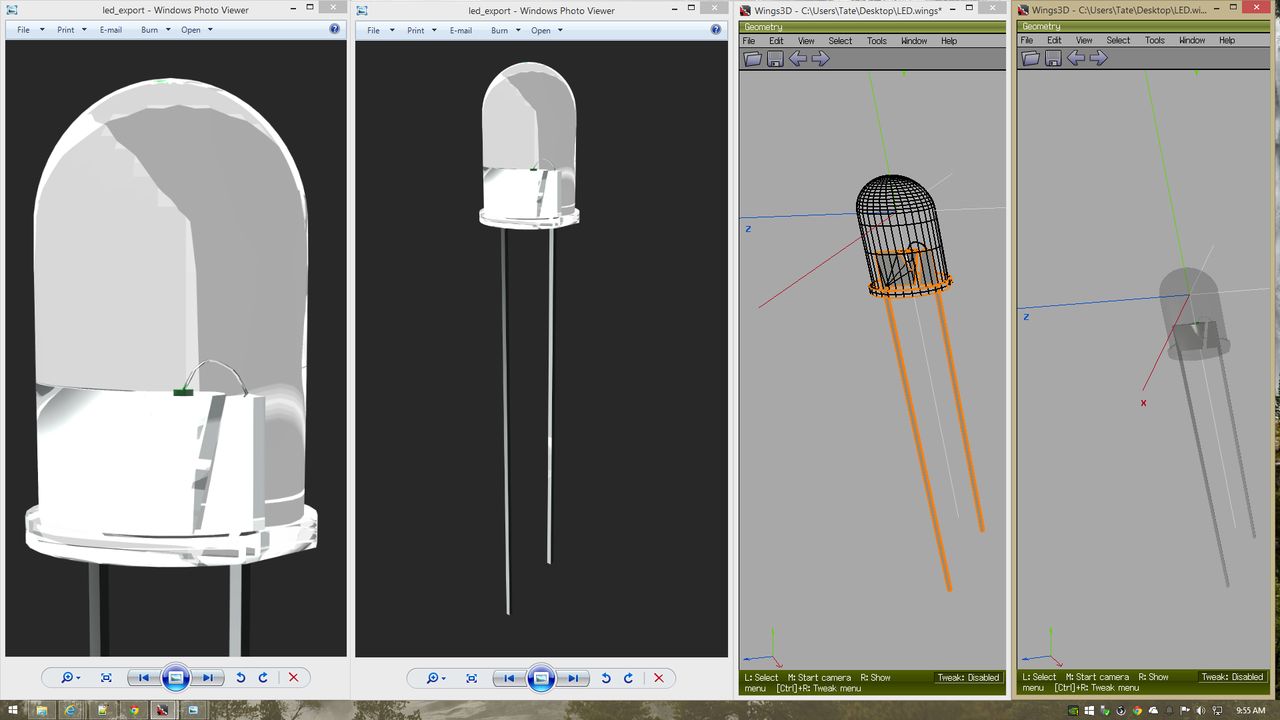 led_export - Windows Photo Viewer
File Print E-mail Burn Open
led_export - Windows Photo Viewer
File Print E-mail Burn Open
Wings3D - C:\Users\Tate\Desktop\LED.wings*
Geometry
File Edit View Select Tools Window Help
Z
L: Select M: Start camera R: Show
menu [Ctrl]+R: Tweak menu
Tweak: Disabled
Wings3D - C:\Users\Tate\Desktop\LED.wi...
Geometry
File Edit View Select Tools Window Help
Z
X
L: Select M: Start camera R: Show
menu [Ctrl]+R: Tweak menu
Tweak: Disabled
9:55 AM